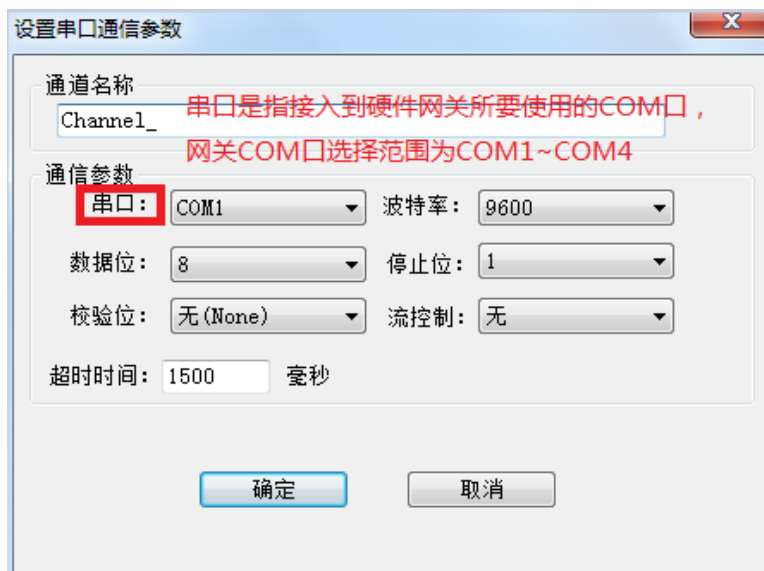 设置串口通信参数
通道名称
Channel_
串口是指接入到硬件网关所要使用的COM口，
网关COM口选择范围为COM1~COM4
通信参数
串口： COM1 波特率： 9600
数据位： 8 停止位： 1
校验位： 无(None) 流控制： 无
超时时间： 1500 毫秒
确定 取消